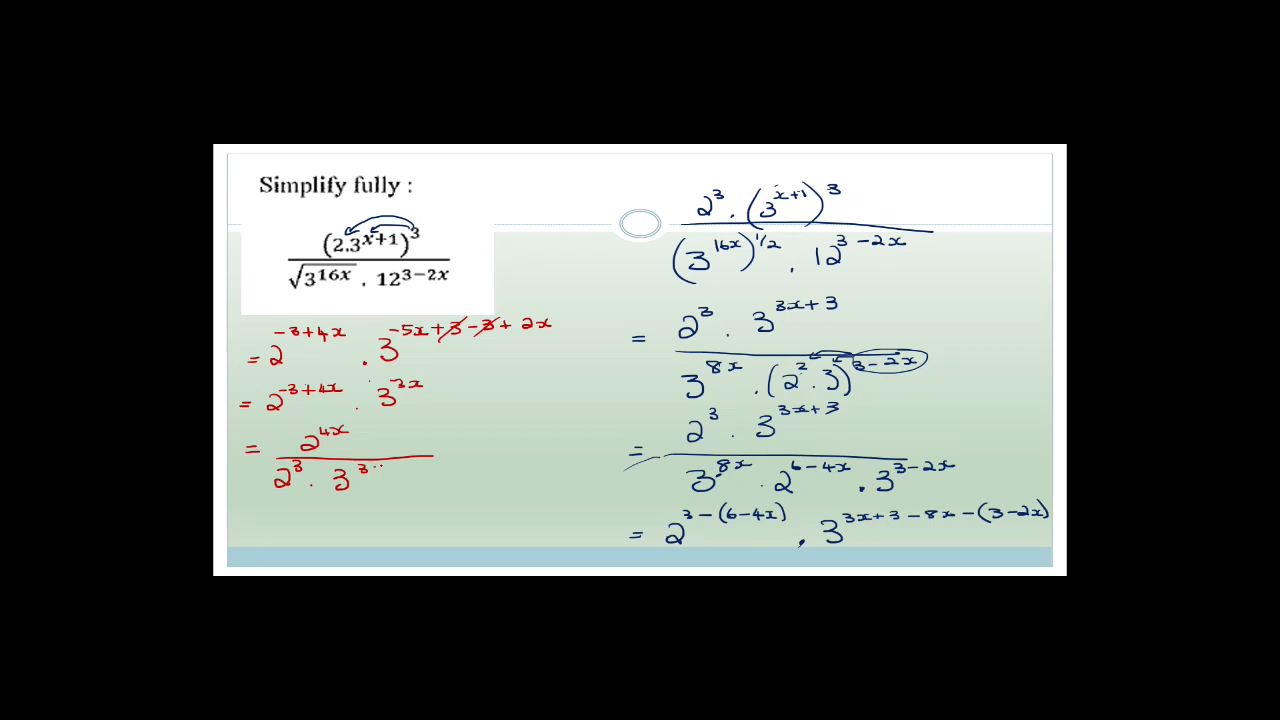 Simplify fully :
(2.3^{x+1})^3
√3^{16x} . 12^{3−2x}
2^3 . (3^{x+1})^3
(3^{16x})^{1/2} . 12^{3−2x}
= 2^3 . 3^{3x+3}
3^{8x} . (2^2 . 3)^{3−2x}
= 2^3 . 3^{3x+3}
3^{8x} . 2^{6−4x} . 3^{3−2x}
= 2^{3−(6−4x)} . 3^{3x+3−8x−(3−2x)}
= 2^{−3+4x} . 3^{−5x+3−3+2x}
= 2^{−3+4x} . 3^{−3x}
= 2^{4x}
2^3 . 3^3